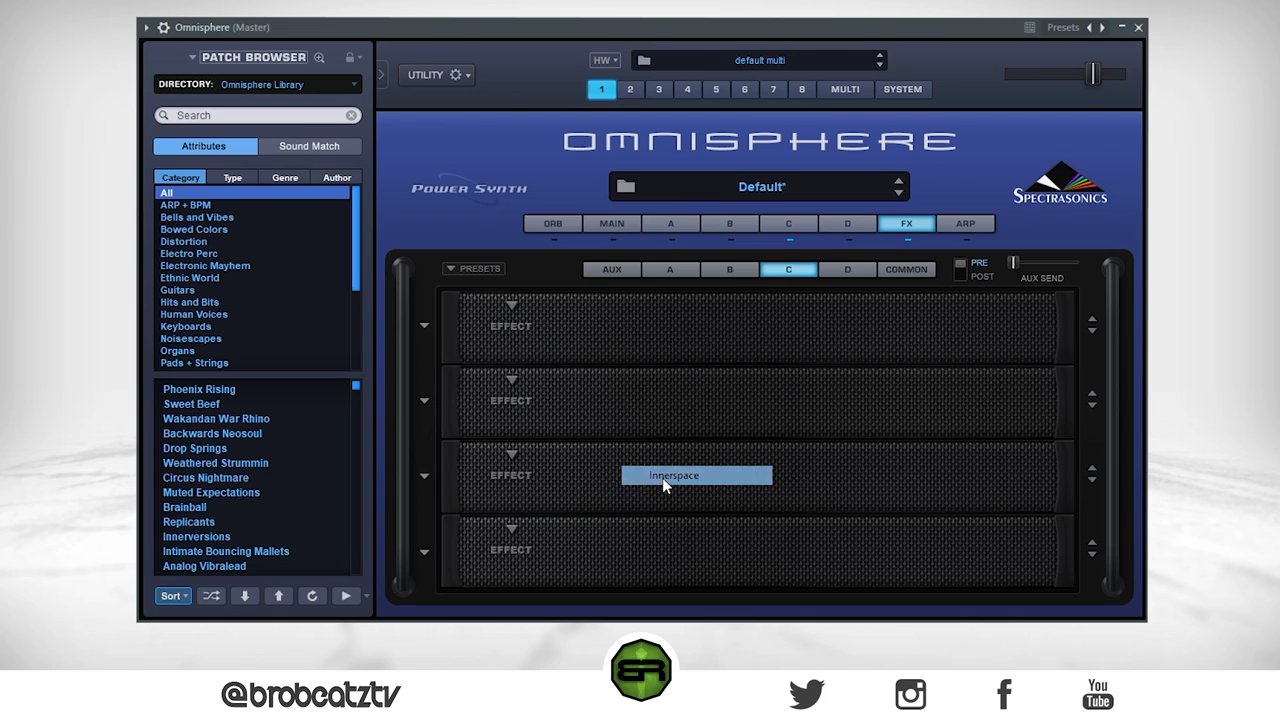 Omnisphere (Master)
Presets
PATCH BROWSER
DIRECTORY: Omnisphere Library
Search
Attributes
Sound Match
Category
Type
Genre
Author
All
ARP + BPM
Bells and Vibes
Bowed Colors
Distortion
Electro Perc
Electronic Mayhem
Ethnic World
Guitars
Hits and Bits
Human Voices
Keyboards
Noisescapes
Organs
Pads + Strings
Phoenix Rising
Sweet Beef
Wakandan War Rhino
Backwards Neosoul
Drop Springs
Weathered Strummin
Circus Nightmare
Muted Expectations
Brainball
Replicants
Innerversions
Intimate Bouncing Mallets
Analog Vibralead
Sort
UTILITY
HW
default multi
1 2 3 4 5 6 7 8 MULTI SYSTEM
OMNISPHERE
POWER SYNTH
Default*
SPECTRASONICS
ORB MAIN A B C D FX ARP
PRESETS
AUX A B C D COMMON
PRE
POST
AUX SEND
EFFECT
EFFECT
EFFECT
Innerspace
EFFECT
@brobeatztv
BR
You
Tube